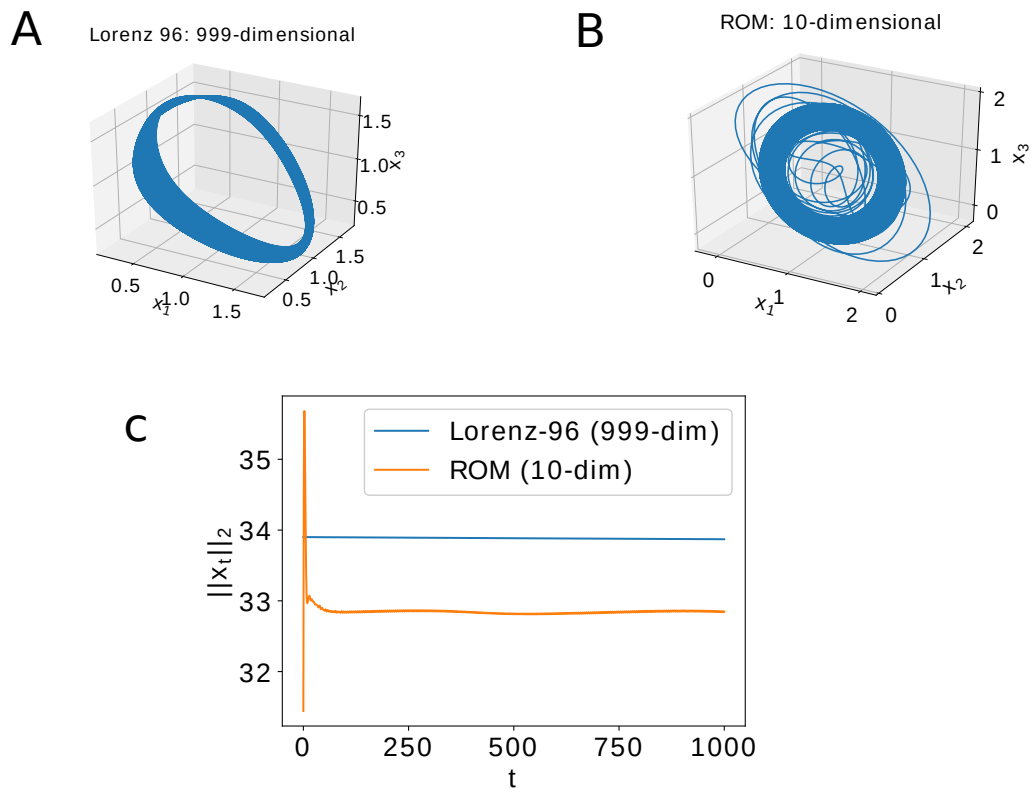 A
Lorenz 96: 999-dimensional
1.5
1.0
0.5
x3
0.5
1.0
1.5
x1
0.5
1.0
1.5
x2
B
ROM: 10-dimensional
2
1
0
x3
0
1
2
x1
0
1
2
x2
C
Lorenz-96 (999-dim)
ROM (10-dim)
35
34
33
32
||xt||2
0 250 500 750 1000
t